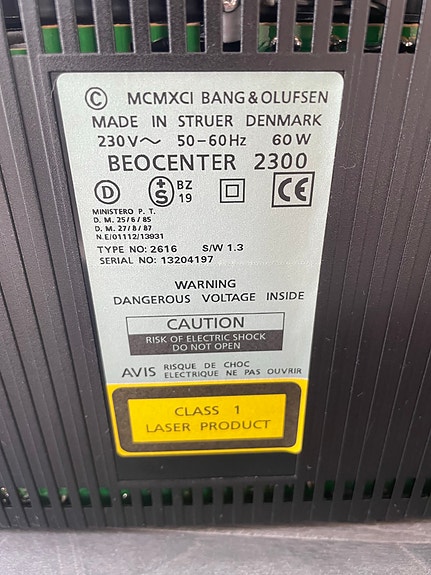 © MCMXCI BANG & OLUFSEN
MADE IN STRUER DENMARK
230 V~ 50-60Hz 60 W
BEOCENTER 2300
D +S BZ 19 CE
MINISTERO P. T.
D. M. 25/6/85
D. M. 27/8/87
N.E/01112/13931
TYPE NO: 2616 S/W 1.3
SERIAL NO: 13204197
WARNING
DANGEROUS VOLTAGE INSIDE
CAUTION
RISK OF ELECTRIC SHOCK
DO NOT OPEN
AVIS RISQUE DE CHOC
ELECTRIQUE NE PAS OUVRIR
CLASS 1
LASER PRODUCT